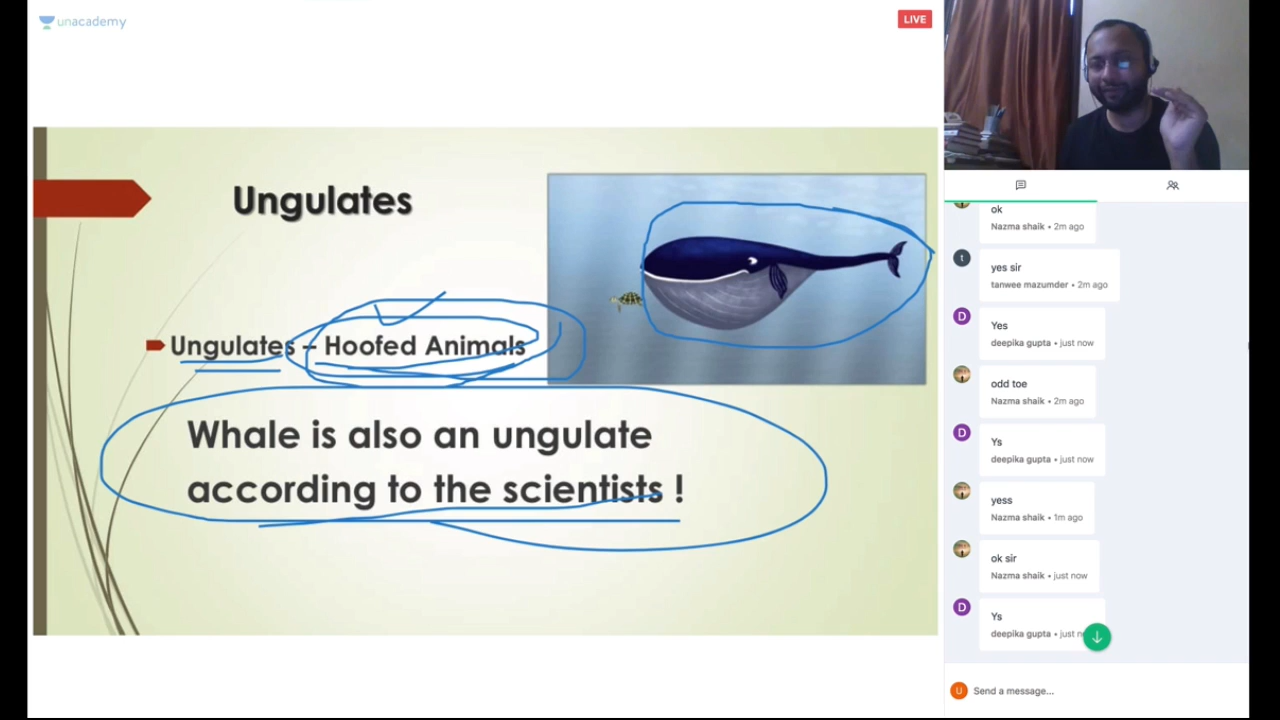 unacademy
LIVE
Ungulates
Ungulates – Hoofed Animals
Whale is also an ungulate
according to the scientists !
ok
Nazma shaik • 2m ago
t
yes sir
tanwee mazumder • 2m ago
D
Yes
deepika gupta • just now
odd toe
Nazma shaik • 2m ago
D
Ys
deepika gupta • just now
yess
Nazma shaik • 1m ago
ok sir
Nazma shaik • just now
D
Ys
deepika gupta • just
U
Send a message...